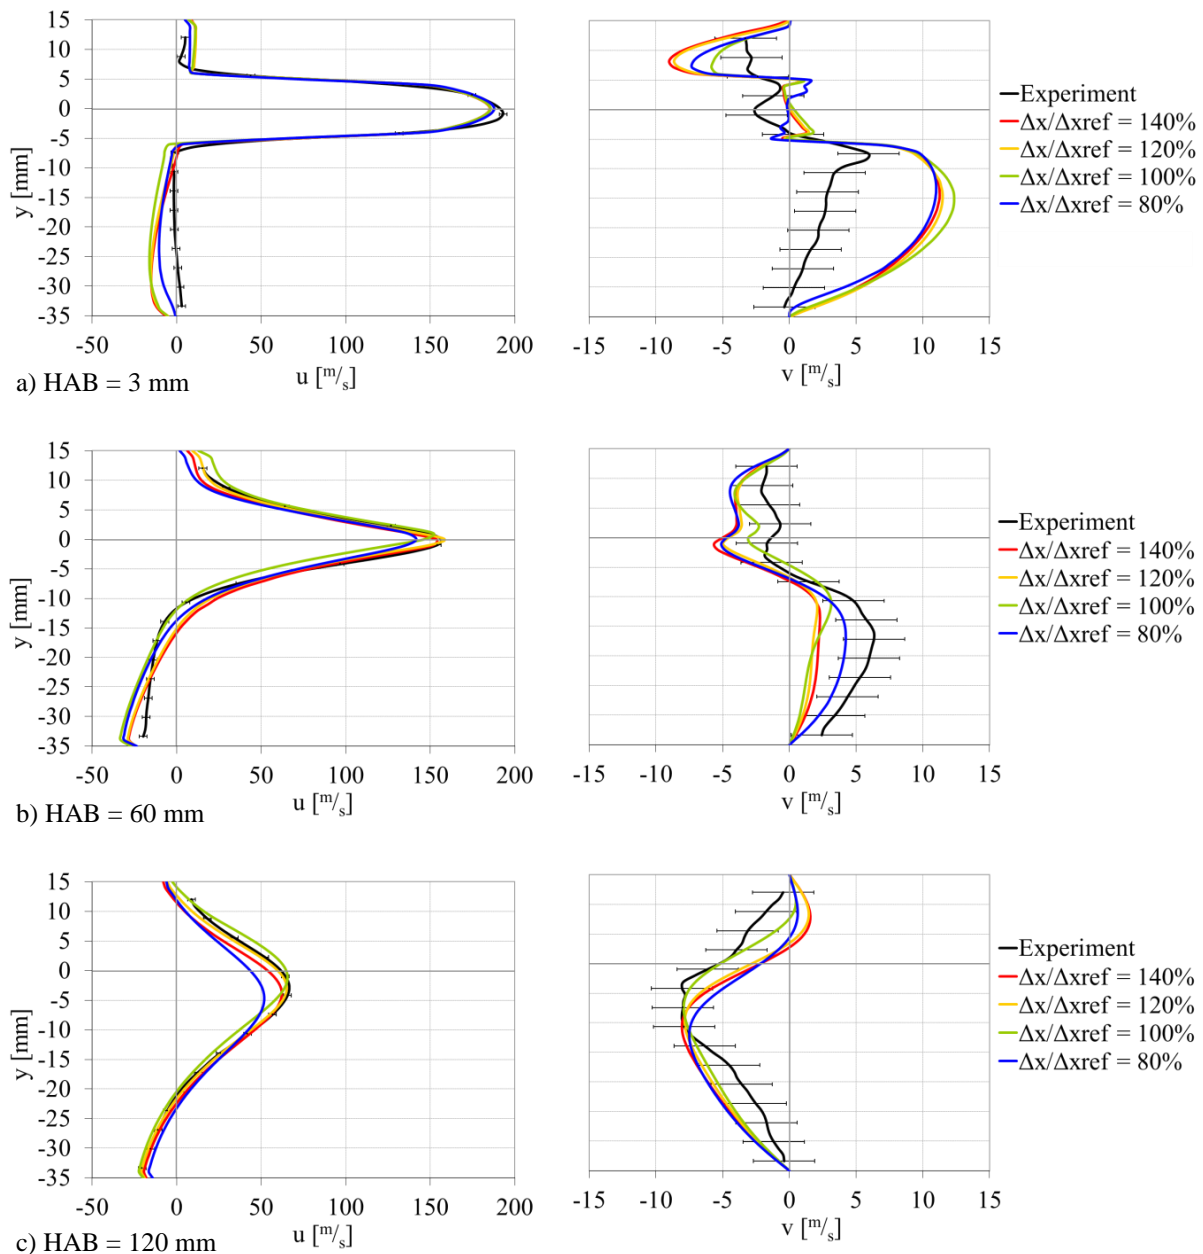 15
10
5
0
-5
-10
-15
-20
-25
-30
-35
y [mm]
-50 0 50 100 150 200
u [m/s]
-15 -10 -5 0 5 10 15
v [m/s]
Experiment
Δx/Δxref = 140%
Δx/Δxref = 120%
Δx/Δxref = 100%
Δx/Δxref = 80%
a) HAB = 3 mm
15
10
5
0
-5
-10
-15
-20
-25
-30
-35
y [mm]
-50 0 50 100 150 200
u [m/s]
-15 -10 -5 0 5 10 15
v [m/s]
Experiment
Δx/Δxref = 140%
Δx/Δxref = 120%
Δx/Δxref = 100%
Δx/Δxref = 80%
b) HAB = 60 mm
15
10
5
0
-5
-10
-15
-20
-25
-30
-35
y [mm]
-50 0 50 100 150 200
u [m/s]
-15 -10 -5 0 5 10 15
v [m/s]
Experiment
Δx/Δxref = 140%
Δx/Δxref = 120%
Δx/Δxref = 100%
Δx/Δxref = 80%
c) HAB = 120 mm